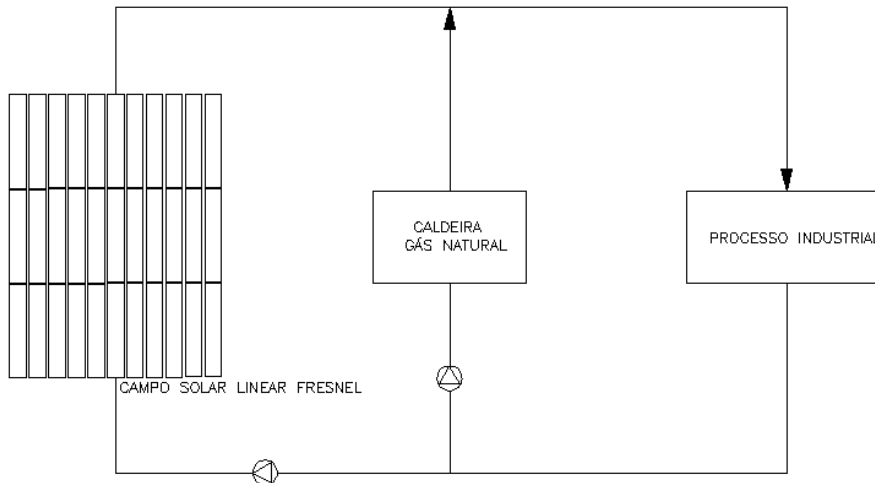 CALDEIRA
GÁS NATURAL
PROCESSO INDUSTRIAL
CAMPO SOLAR LINEAR FRESNEL